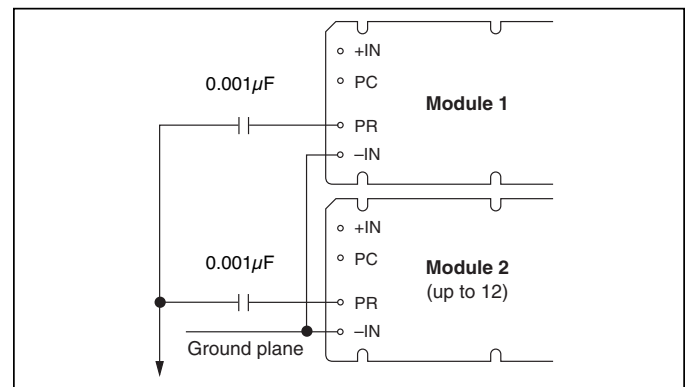 +IN
0.001µF
PC
Module 1
PR
–IN
+IN
0.001µF
PC
Module 2
(up to 12)
PR
–IN
Ground plane